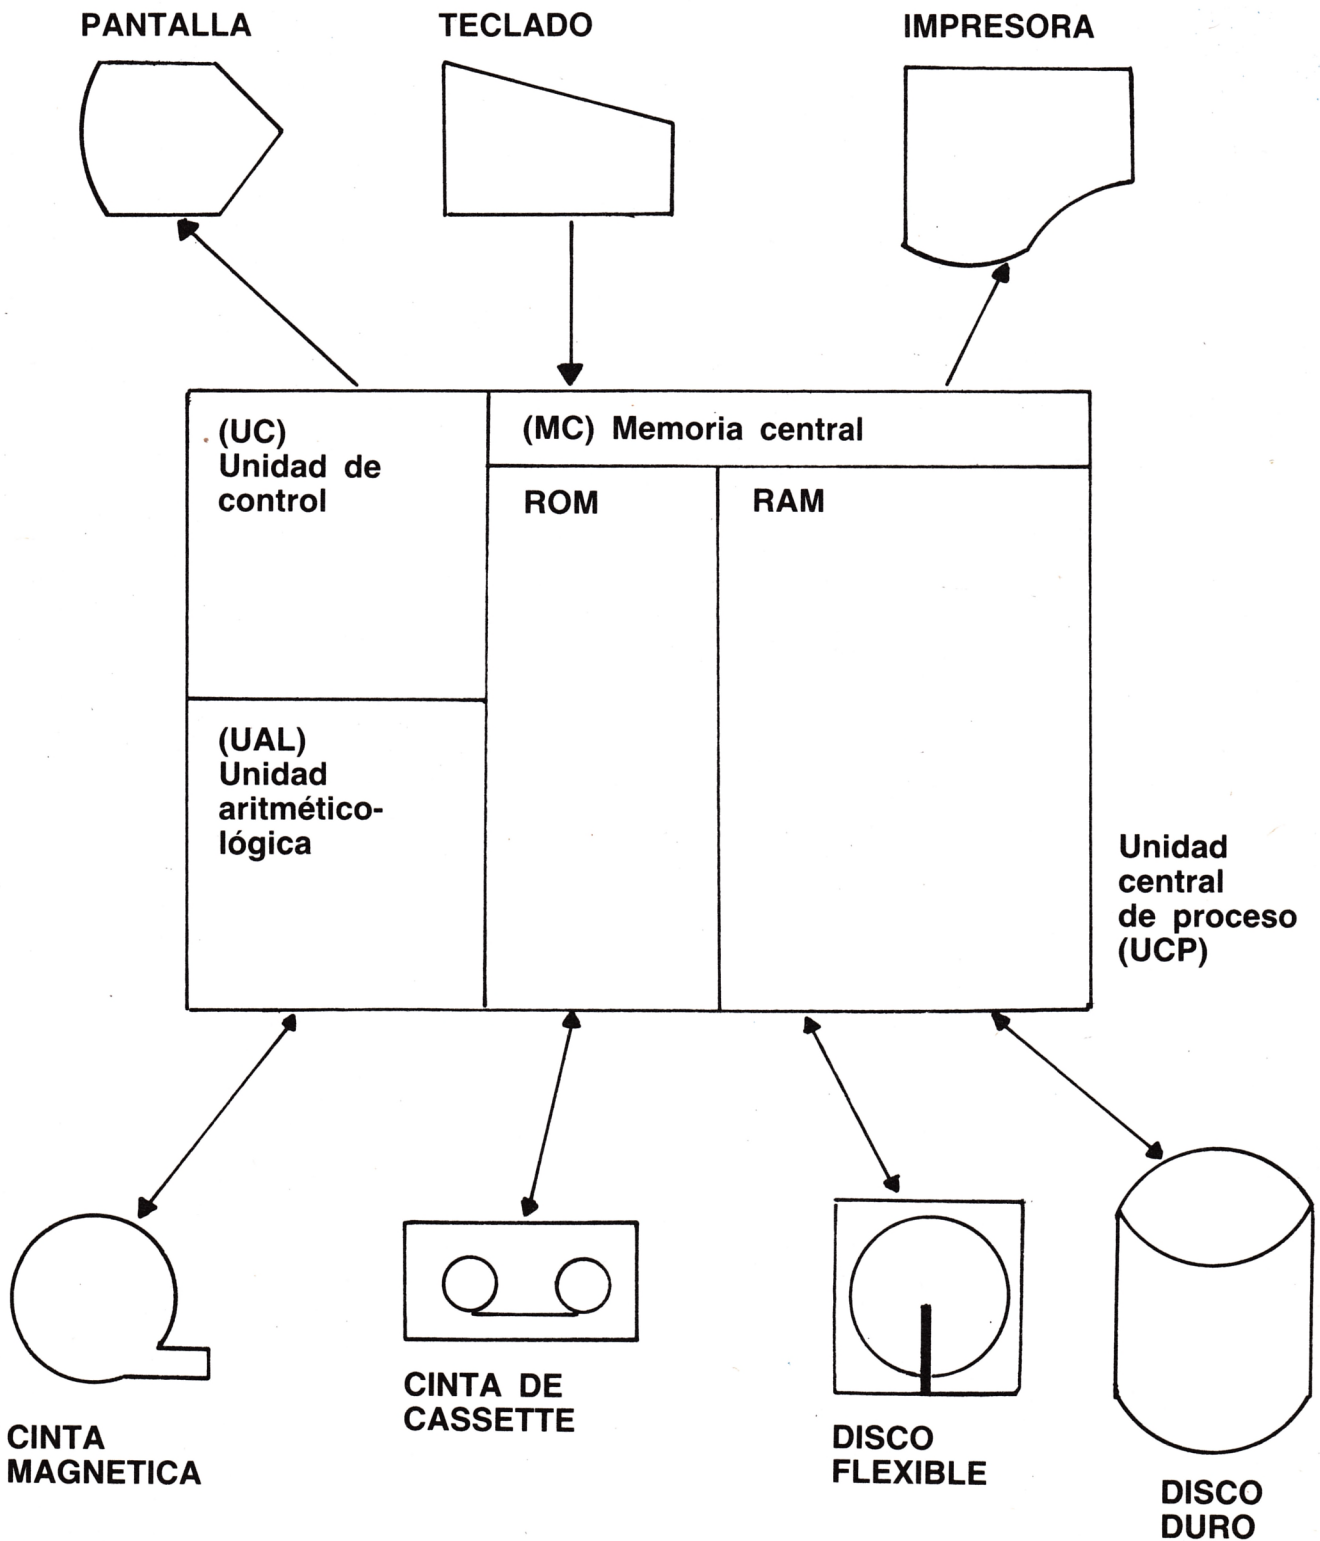 PANTALLA
TECLADO
IMPRESORA
(UC)
Unidad de
control
(MC) Memoria central
ROM
RAM
(UAL)
Unidad
aritmético-
lógica
Unidad
central
de proceso
(UCP)
CINTA
MAGNETICA
CINTA DE
CASSETTE
DISCO
FLEXIBLE
DISCO
DURO